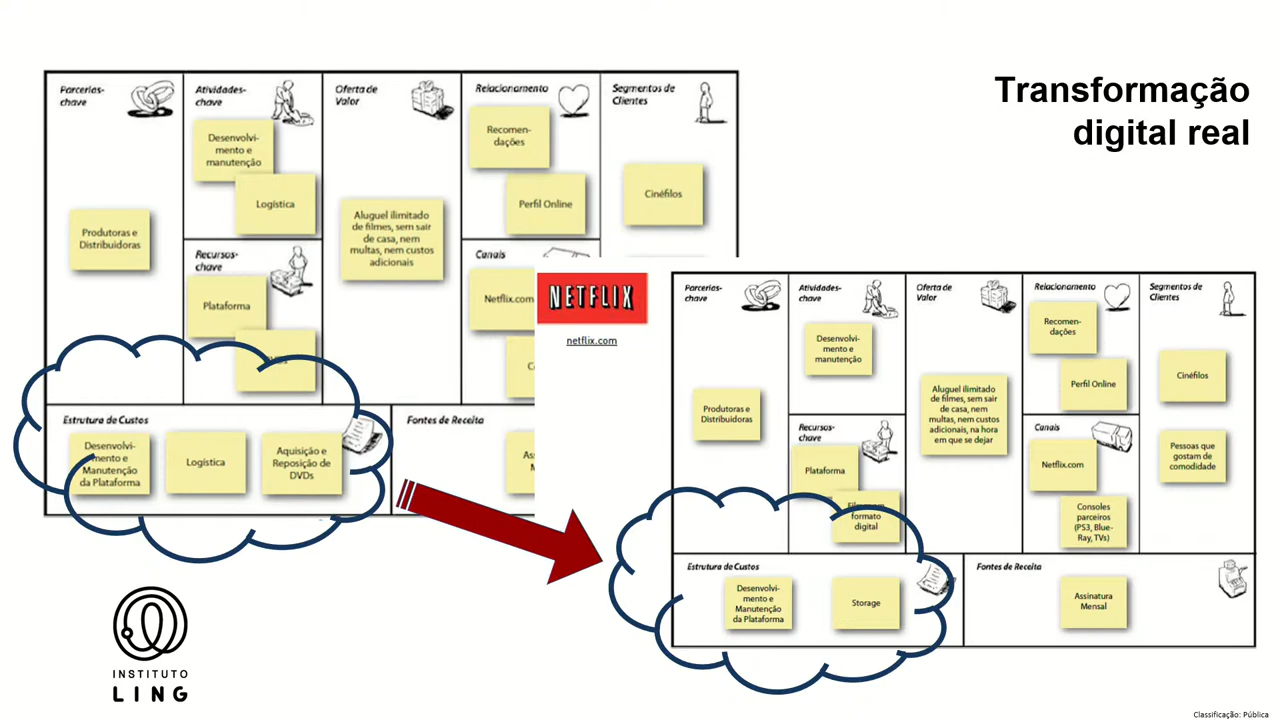 Transformação
digital real
Parcerias-
chave
Produtoras e
Distribuidoras
Atividades-
chave
Desenvolvi-
mento e
manutenção
Logística
Recursos-
chave
Plataforma
Oferta de
Valor
Aluguel ilimitado
de filmes, sem sair
de casa, nem
multas, nem custos
adicionais
Relacionamento
Recomen-
dações
Perfil Online
Canais
Netflix.com
Segmentos de
Clientes
Cinéfilos
Estrutura de Custos
Desenvolvi-
mento e
Manutenção
da Plataforma
Logística
Aquisição e
Reposição de
DVDs
Fontes de Receita
NETFLIX
netflix.com
Parcerias-
chave
Produtoras e
Distribuidoras
Atividades-
chave
Desenvolvi-
mento e
manutenção
Recursos-
chave
Plataforma
formato
digital
Oferta de
Valor
Aluguel ilimitado
de filmes, sem sair
de casa, nem
multas, nem custos
adicionais, na hora
em que se dejar
Relacionamento
Recomen-
dações
Perfil Online
Canais
Netflix.com
Consoles
parceiros
(PS3, Blue-
Ray, TVs)
Segmentos de
Clientes
Cinéfilos
Pessoas que
gostam de
comodidade
Estrutura de Custos
Desenvolvi-
mento e
Manutenção
da Plataforma
Storage
Fontes de Receita
Assinatura
Mensal
INSTITUTO
LING
Classificação: Pública